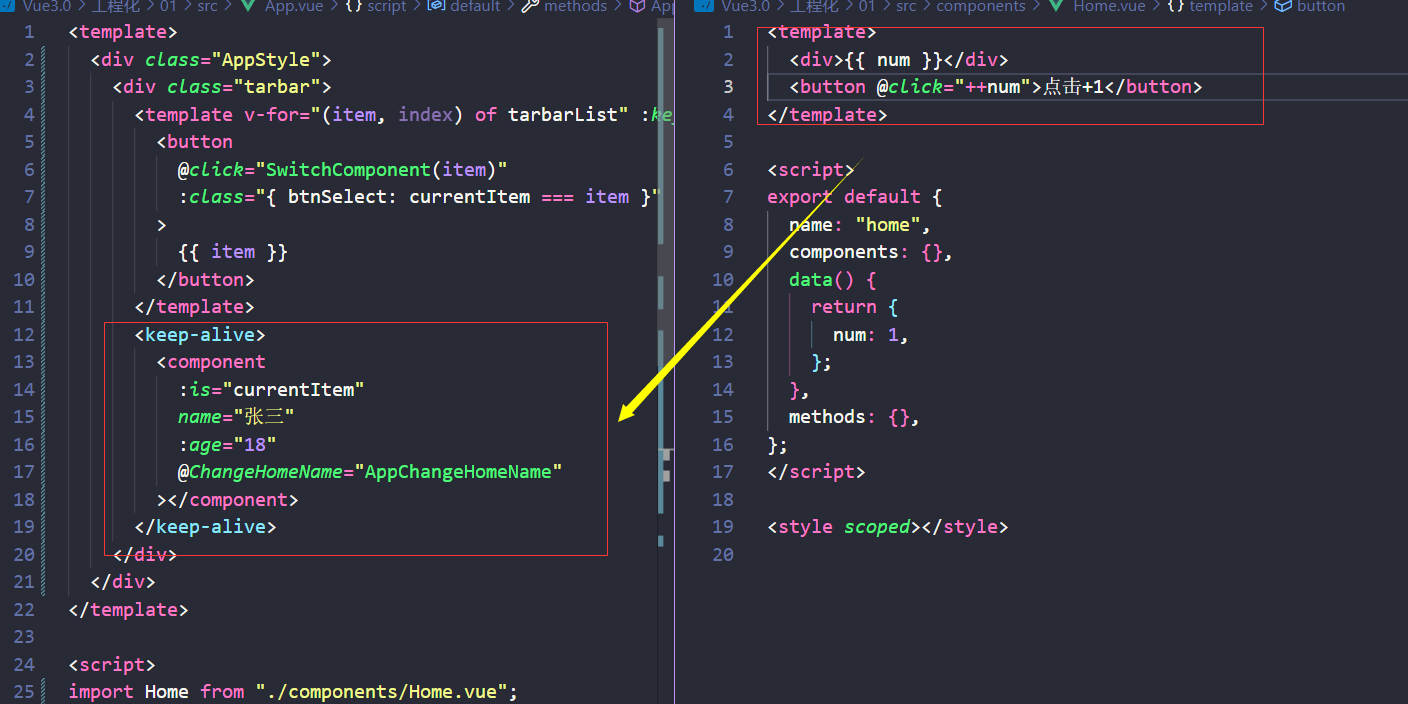 Vue3.0 > 工程化 > 01 > src > App.vue > {} script > default > methods > App
1 <template>
2 <div class="AppStyle">
3 <div class="tarbar">
4 <template v-for="(item, index) of tarbarList" :ke
5 <button
6 @click="SwitchComponent(item)"
7 :class="{ btnSelect: currentItem === item }"
8 >
9 {{ item }}
10 </button>
11 </template>
12 <keep-alive>
13 <component
14 :is="currentItem"
15 name="张三"
16 :age="18"
17 @ChangeHomeName="AppChangeHomeName"
18 ></component>
19 </keep-alive>
20 </div>
21 </div>
22 </template>
23
24 <script>
25 import Home from "./components/Home.vue";
Vue3.0 > 工程化 > 01 > src > components > Home.vue > {} template > button
1 <template>
2 <div>{{ num }}</div>
3 <button @click="++num">点击+1</button>
4 </template>
5
6 <script>
7 export default {
8 name: "home",
9 components: {},
10 data() {
11 return {
12 num: 1,
13 };
14 },
15 methods: {},
16 };
17 </script>
18
19 <style scoped></style>
20